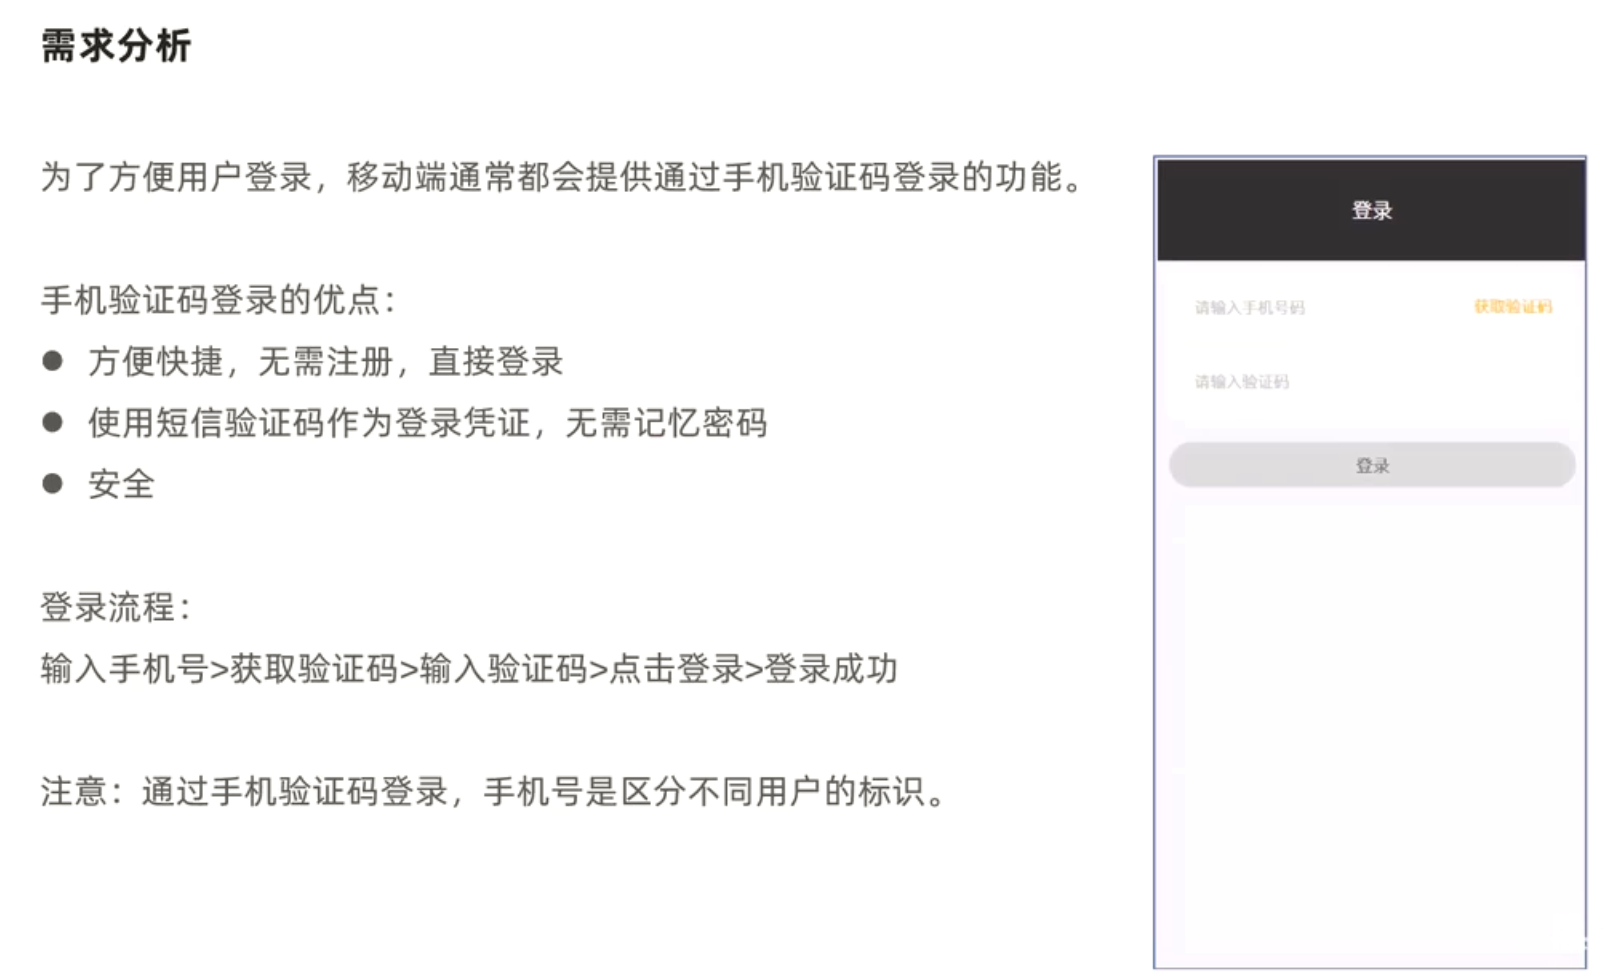 需求分析
为了方便用户登录，移动端通常都会提供通过手机验证码登录的功能。
手机验证码登录的优点：
● 方便快捷，无需注册，直接登录
● 使用短信验证码作为登录凭证，无需记忆密码
● 安全
登录流程：
输入手机号>获取验证码>输入验证码>点击登录>登录成功
注意：通过手机验证码登录，手机号是区分不同用户的标识。
登录
请输入手机号码 获取验证码
请输入验证码
登录